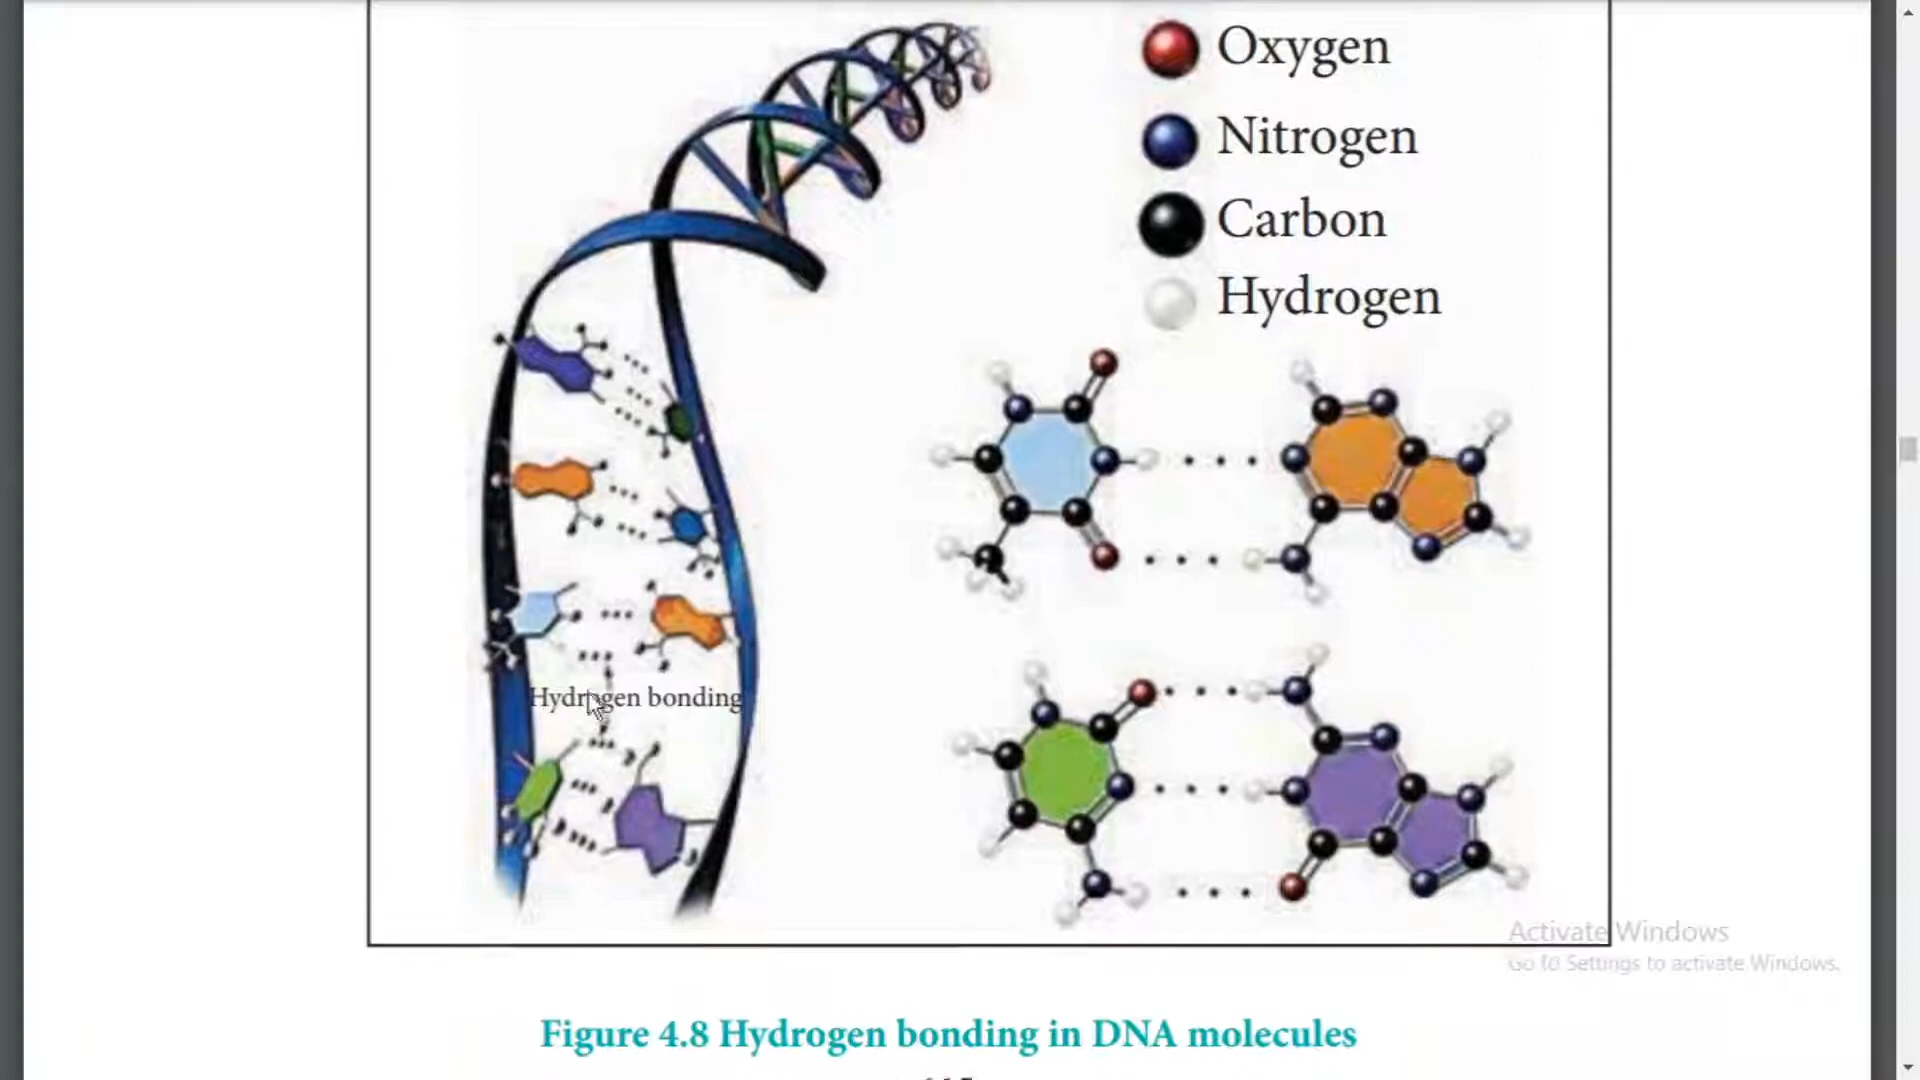 Oxygen
Nitrogen
Carbon
Hydrogen
Hydrogen bonding
Activate Windows
Go to Settings to activate Windows.
Figure 4.8 Hydrogen bonding in DNA molecules